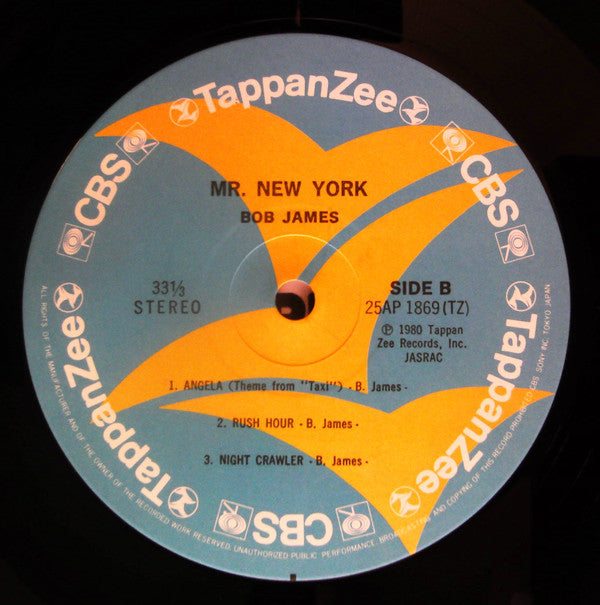 TappanZee
CBS
CBS
MR. NEW YORK
BOB JAMES
33⅓
STEREO
SIDE B
25AP 1869 (TZ)
℗ 1980 Tappan
Zee Records, Inc.
JASRAC
1. ANGELA (Theme from "Taxi") - B. James -
2. RUSH HOUR - B. James -
3. NIGHT CRAWLER - B. James -
TappanZee
TappanZee
CBS
ALL RIGHTS OF THE MANUFACTURER AND OF THE OWNER OF THE RECORDED WORK RESERVED. UNAUTHORIZED PUBLIC PERFORMANCE, BROADCASTING AND COPYING OF THIS RECORD PROHIBITED CBS SONY INC. TOKYO JAPAN